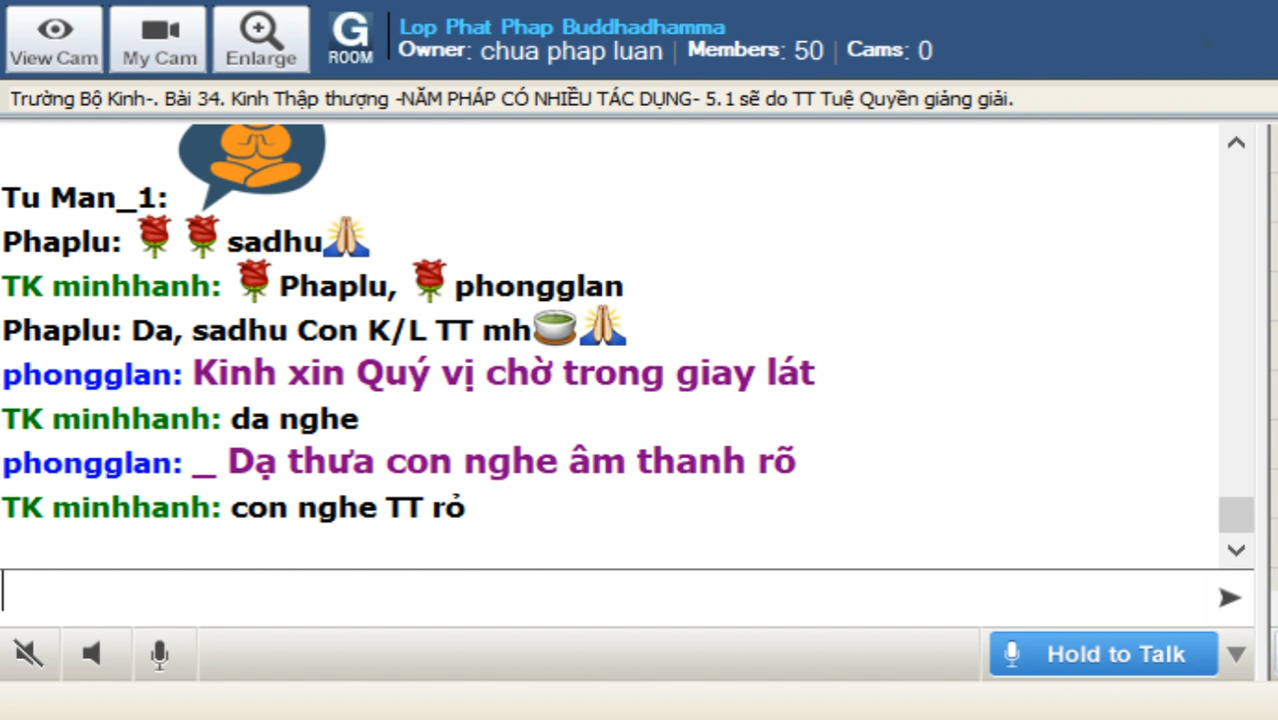 View Cam
My Cam
Enlarge
G
ROOM
Lop Phat Phap Buddhadhamma
Owner: chua phap luan | Members: 50 | Cams: 0
Trường Bộ Kinh-. Bài 34. Kinh Thập thượng -NĂM PHÁP CÓ NHIỀU TÁC DỤNG- 5.1 sẽ do TT Tuệ Quyền giảng giải.
Tu Man_1:
Phaplu: sadhu
TK minhhanh: Phaplu, phongglan
Phaplu: Da, sadhu Con K/L TT mh
phongglan: Kinh xin Quý vị chờ trong giay lát
TK minhhanh: da nghe
phongglan: _ Dạ thưa con nghe âm thanh rõ
TK minhhanh: con nghe TT rỏ
Hold to Talk